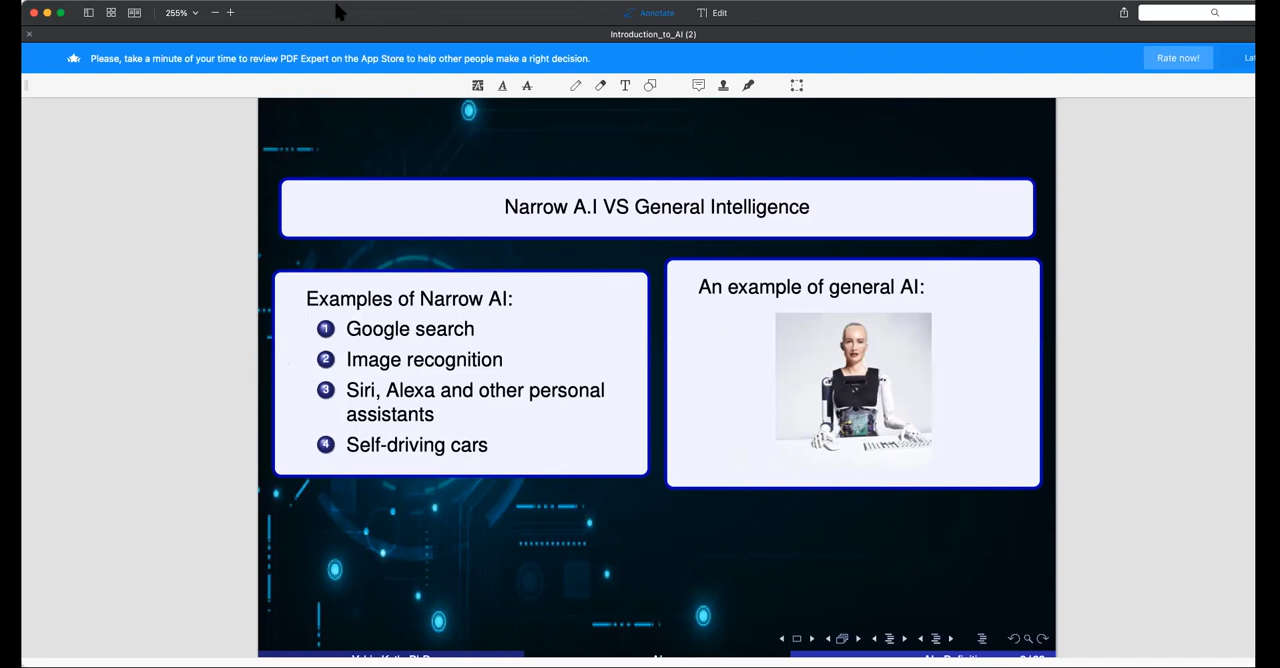 255%
Annotate
Edit
Introduction_to_AI (2)
Please, take a minute of your time to review PDF Expert on the App Store to help other people make a right decision.
Rate now!
A
A
T
Narrow A.I VS General Intelligence
Examples of Narrow AI:
1 Google search
2 Image recognition
3 Siri, Alexa and other personal
assistants
4 Self-driving cars
An example of general AI: